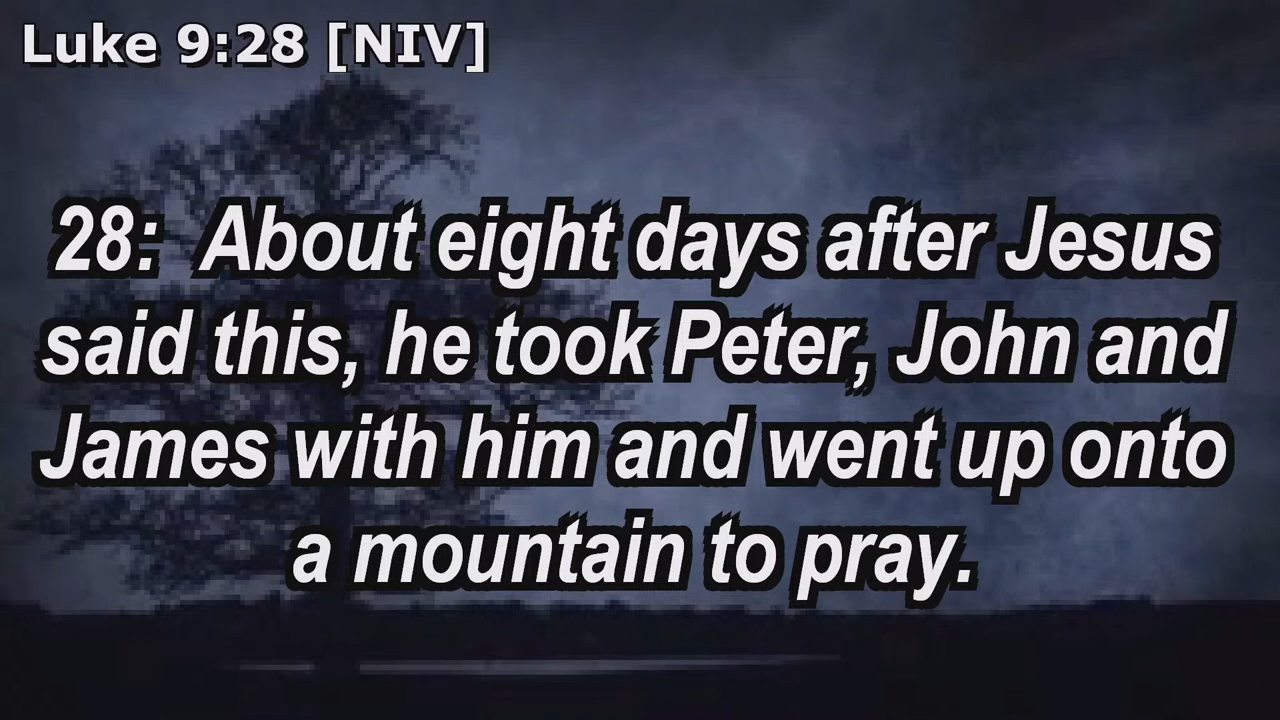 Luke 9:28 [NIV]
28: About eight days after Jesus
said this, he took Peter, John and
James with him and went up onto
a mountain to pray.